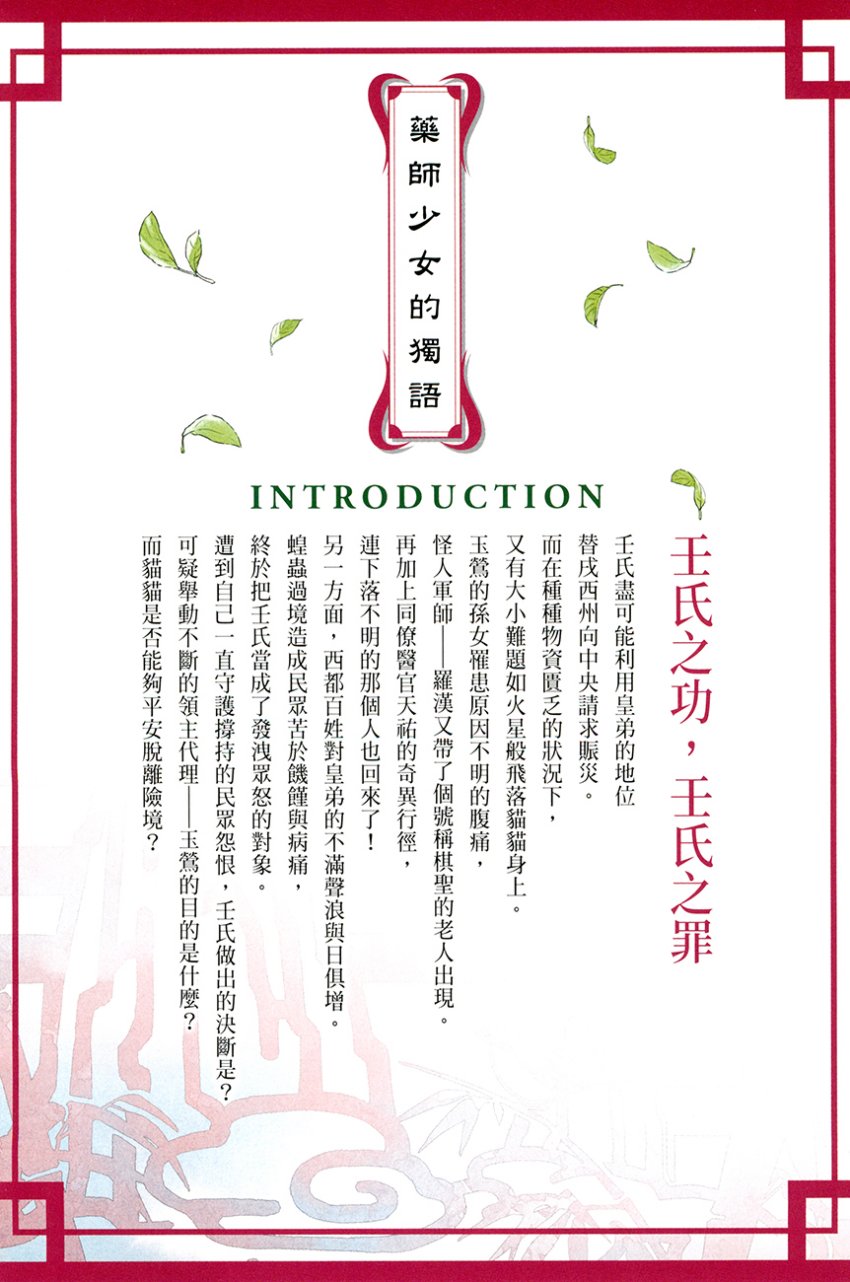 藥師少女的獨語
INTRODUCTION
壬氏之功，壬氏之罪
壬氏盡可能利用皇弟的地位
替戌西州向中央請求賑災。
而在種種物資匱乏的狀況下，
又有大小難題如火星般飛落貓貓身上。
玉鶯的孫女罹患原因不明的腹痛，
怪人軍師——羅漢又帶了個號稱棋聖的老人出現。
再加上同僚醫官天祐的奇異行徑，
連下落不明的那個人也回來了！
另一方面，西都百姓對皇弟的不滿聲浪與日俱增。
蝗蟲過境造成民眾苦於饑饉與病痛，
終於把壬氏當成了發洩眾怒的對象。
遭到自己一直守護撐持的民眾怨恨，壬氏做出的決斷是？
可疑舉動不斷的領主代理——玉鶯的目的是什麼？
而貓貓是否能夠平安脫離險境？